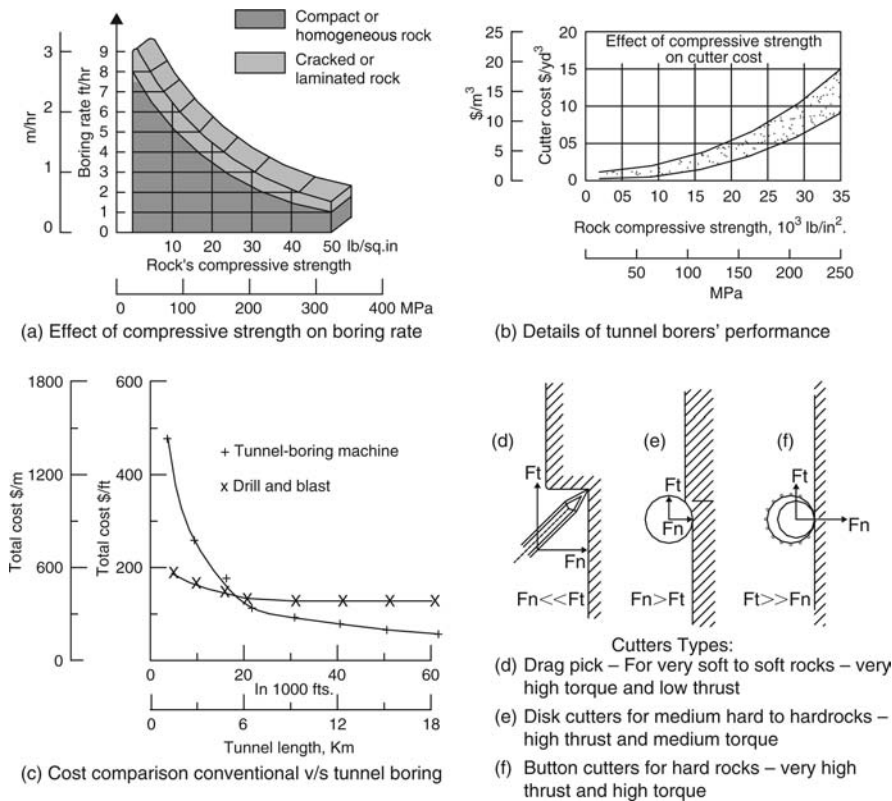 Compact or
homogeneous rock
Cracked or
laminated rock
m/hr
3
2
1
0
Boring rate ft/hr
9
8
7
6
5
4
3
2
1
0
10 20 30 40 50 lb/sq.in
Rock's compressive strength
0 100 200 300 400 MPa
(a) Effect of compressive strength on boring rate
$/m³
25
20
15
10
5
0
Cutter cost $/yd³
15
10
05
0
Effect of compressive strength
on cutter cost
0 05 10 15 20 25 30 35
Rock compressive strength, 10³ lb/in².
50 100 150 200 250
MPa
(b) Details of tunnel borers' performance
Total cost $/m
1800
1200
600
0
Total cost $/ft
600
400
200
+ Tunnel-boring machine
x Drill and blast
0 20 40 60
In 1000 fts.
0 6 12 18
Tunnel length, Km
(c) Cost comparison conventional v/s tunnel boring
(d)
Ft
Fn
Fn<<Ft
(e)
Ft
Fn
Fn>Ft
(f)
Ft
Fn
Ft>>Fn
Cutters Types:
(d) Drag pick – For very soft to soft rocks – very
high torque and low thrust
(e) Disk cutters for medium hard to hardrocks –
high thrust and medium torque
(f) Button cutters for hard rocks – very high
thrust and high torque